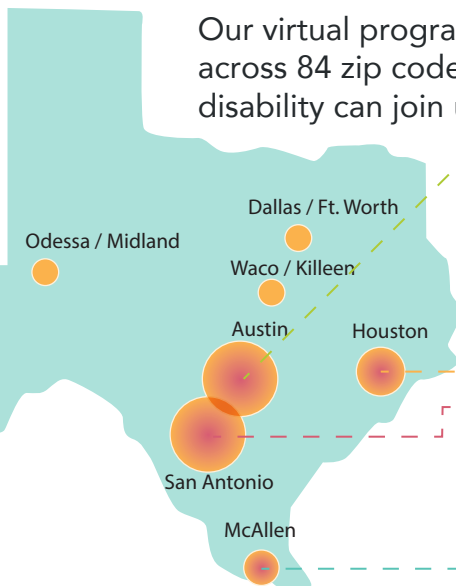 Our virtual progra
across 84 zip code
disability can join
Dallas / Ft. Worth
Odessa / Midland
Waco / Killeen
Austin
Houston
San Antonio
McAllen